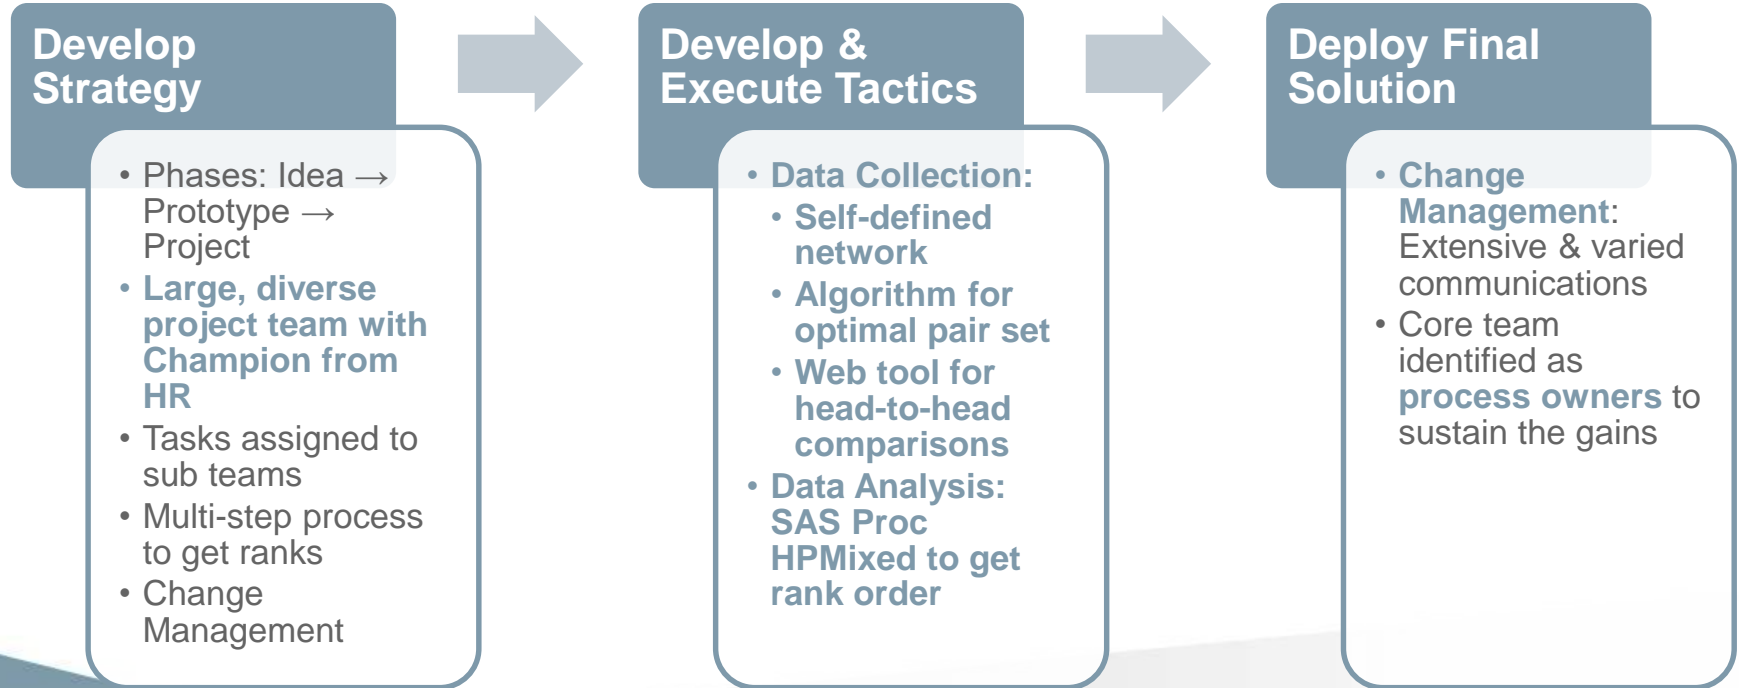 Develop
Strategy
• Phases: Idea →
Prototype →
Project
• Large, diverse
project team with
Champion from
HR
• Tasks assigned to
sub teams
• Multi-step process
to get ranks
• Change
Management
Develop &
Execute Tactics
• Data Collection:
• Self-defined
network
• Algorithm for
optimal pair set
• Web tool for
head-to-head
comparisons
• Data Analysis:
SAS Proc
HPMixed to get
rank order
Deploy Final
Solution
• Change
Management:
Extensive & varied
communications
• Core team
identified as
process owners to
sustain the gains